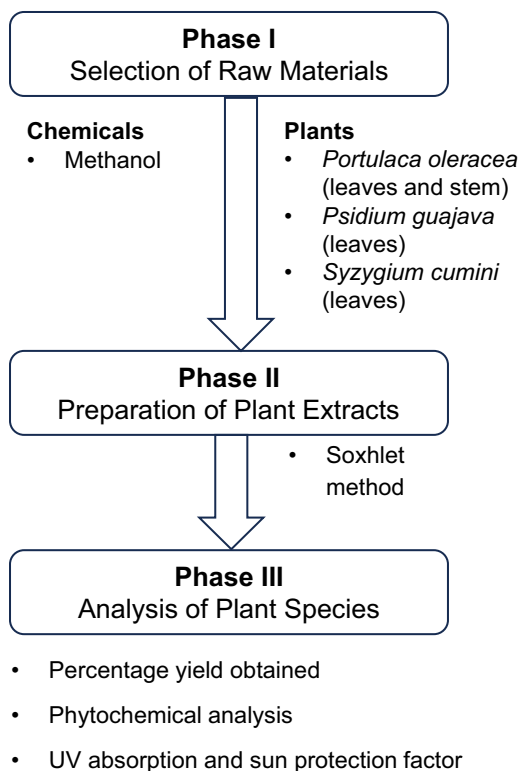 Phase I
Selection of Raw Materials
Chemicals
• Methanol
Plants
• Portulaca oleracea
(leaves and stem)
• Psidium guajava
(leaves)
• Syzygium cumini
(leaves)
Phase II
Preparation of Plant Extracts
• Soxhlet
method
Phase III
Analysis of Plant Species
• Percentage yield obtained
• Phytochemical analysis
• UV absorption and sun protection factor